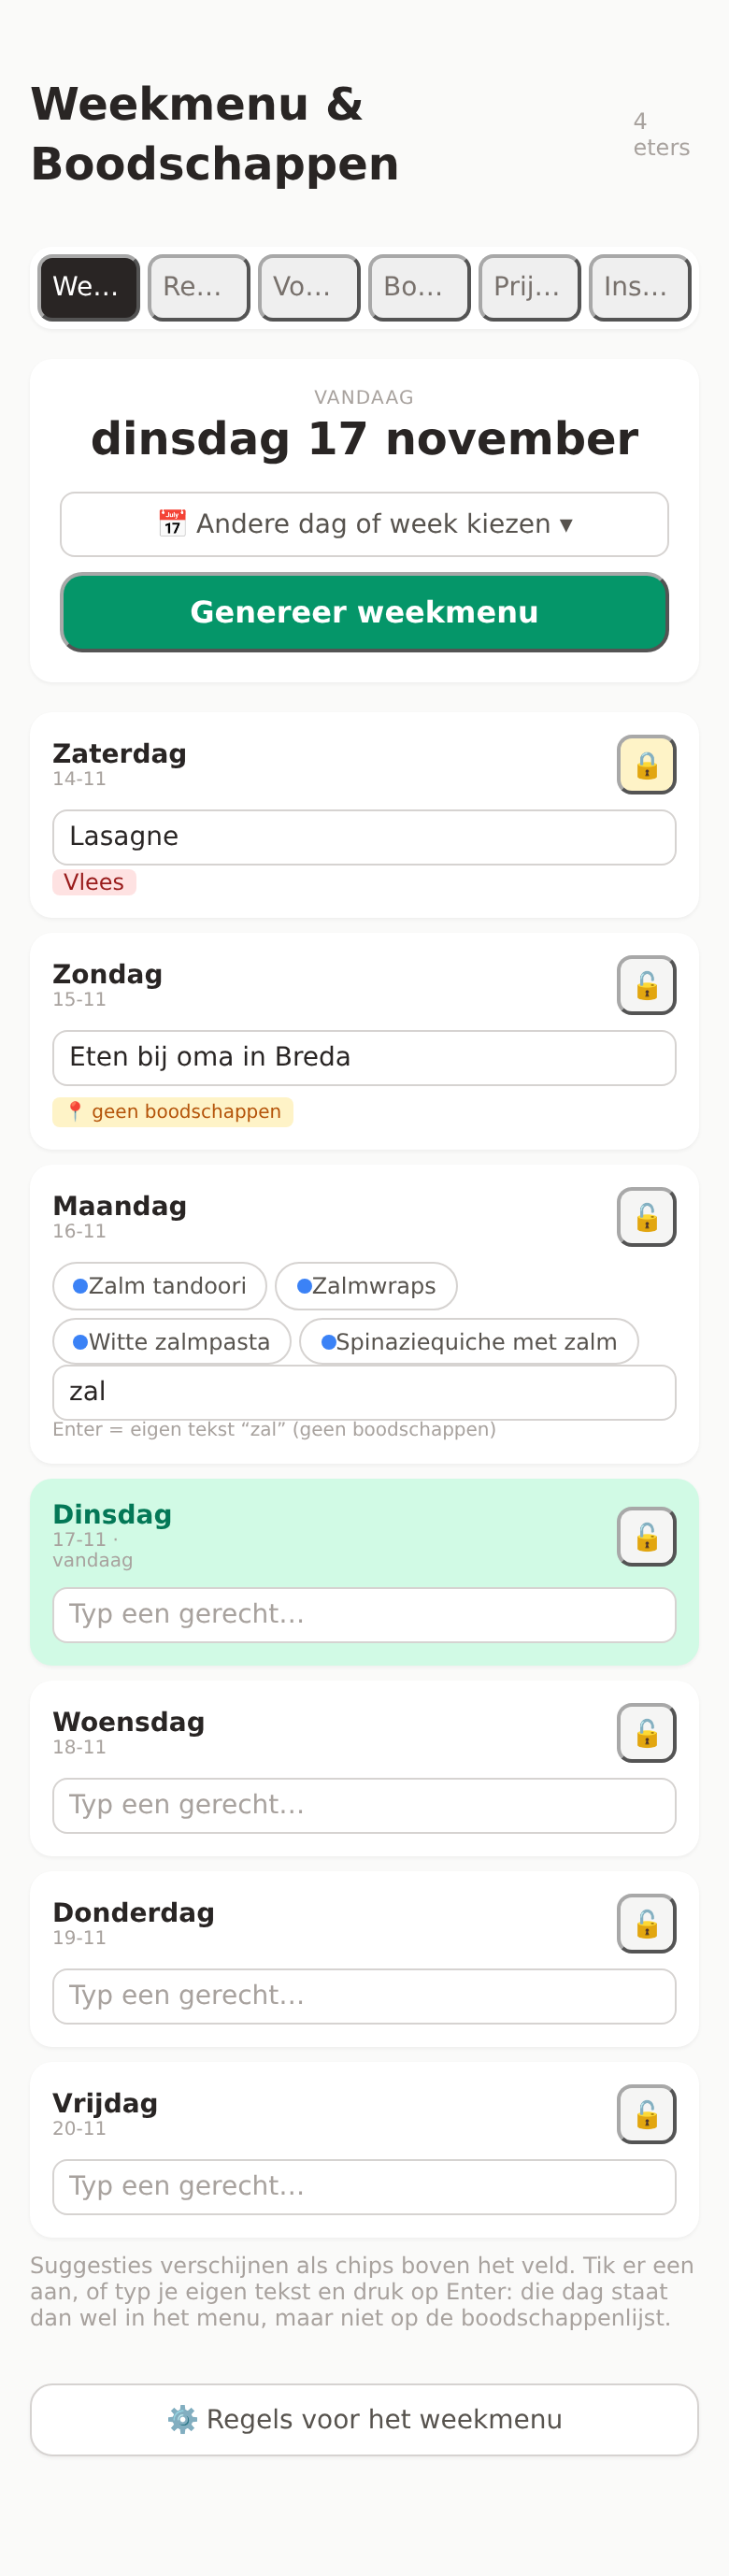 Weekmenu &
Boodschappen
4
eters
We… Re… Vo… Bo… Prij… Ins…
VANDAAG
dinsdag 17 november
📅 Andere dag of week kiezen ▾
Genereer weekmenu
Zaterdag
14-11
Lasagne
Vlees
Zondag
15-11
Eten bij oma in Breda
📍 geen boodschappen
Maandag
16-11
Zalm tandoori Zalmwraps
Witte zalmpasta Spinaziequiche met zalm
zal
Enter = eigen tekst “zal” (geen boodschappen)
Dinsdag
17-11 ·
vandaag
Typ een gerecht…
Woensdag
18-11
Typ een gerecht…
Donderdag
19-11
Typ een gerecht…
Vrijdag
20-11
Typ een gerecht…
Suggesties verschijnen als chips boven het veld. Tik er een
aan, of typ je eigen tekst en druk op Enter: die dag staat
dan wel in het menu, maar niet op de boodschappenlijst.
⚙️ Regels voor het weekmenu